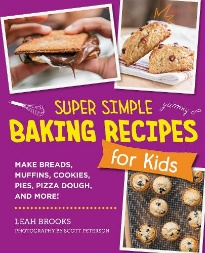 yummy
SUPER SIMPLE
BAKING RECIPES
for Kids
MAKE BREADS,
MUFFINS, COOKIES,
PIES, PIZZA DOUGH,
AND MORE!
LEAH BROOKS
PHOTOGRAPHY BY SCOTT PETERSON